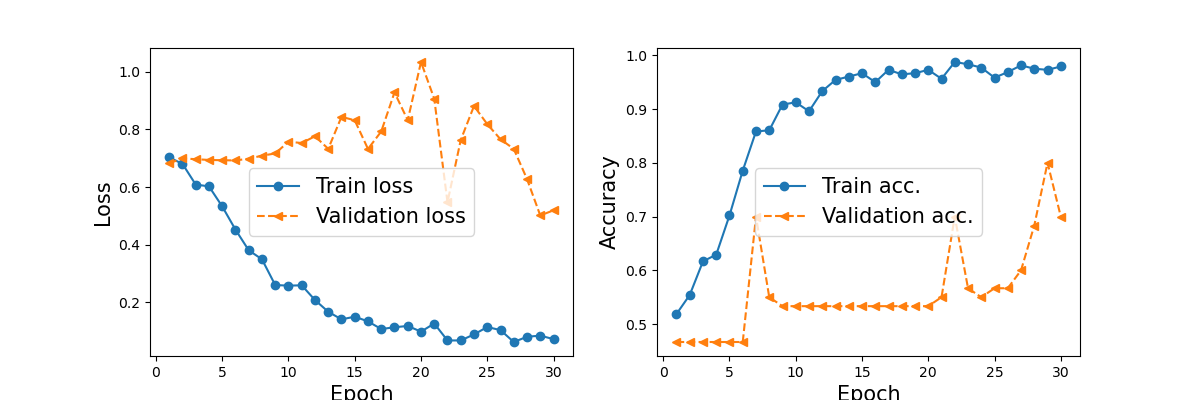 Loss
1.0
0.8
0.6
0.4
0.2
Train loss
Validation loss
0 5 10 15 20 25 30
Epoch
Accuracy
1.0
0.9
0.8
0.7
0.6
0.5
Train acc.
Validation acc.
0 5 10 15 20 25 30
Epoch